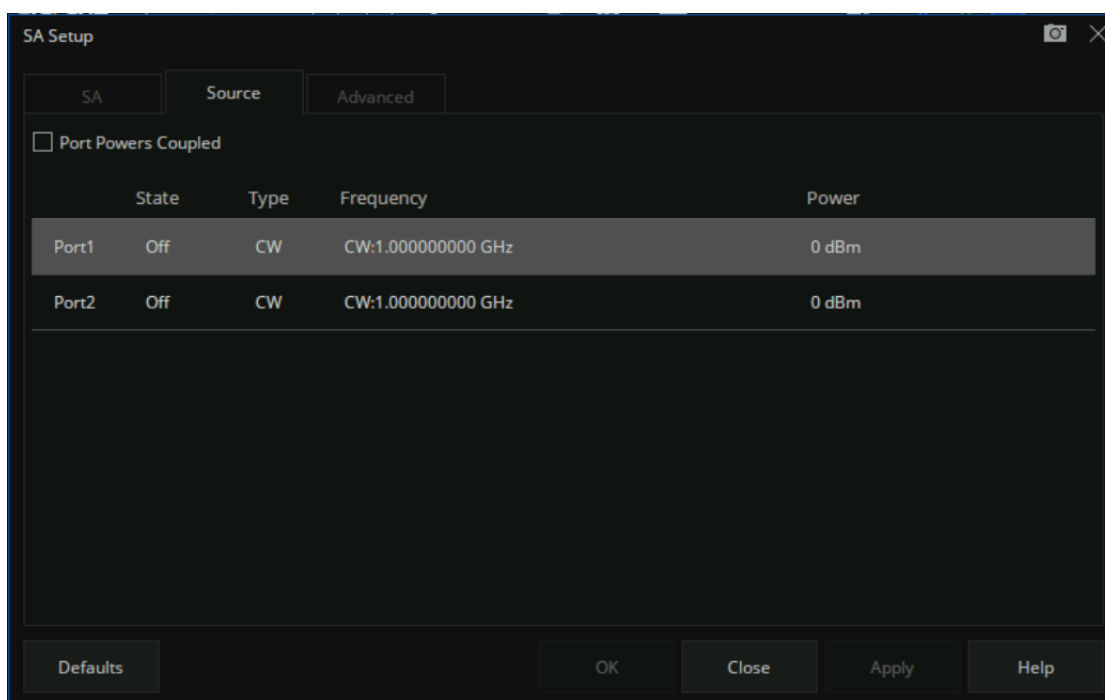 SA Setup
SA Source Advanced
Port Powers Coupled
State Type Frequency Power
Port1 Off CW CW:1.000000000 GHz 0 dBm
Port2 Off CW CW:1.000000000 GHz 0 dBm
Defaults OK Close Apply Help